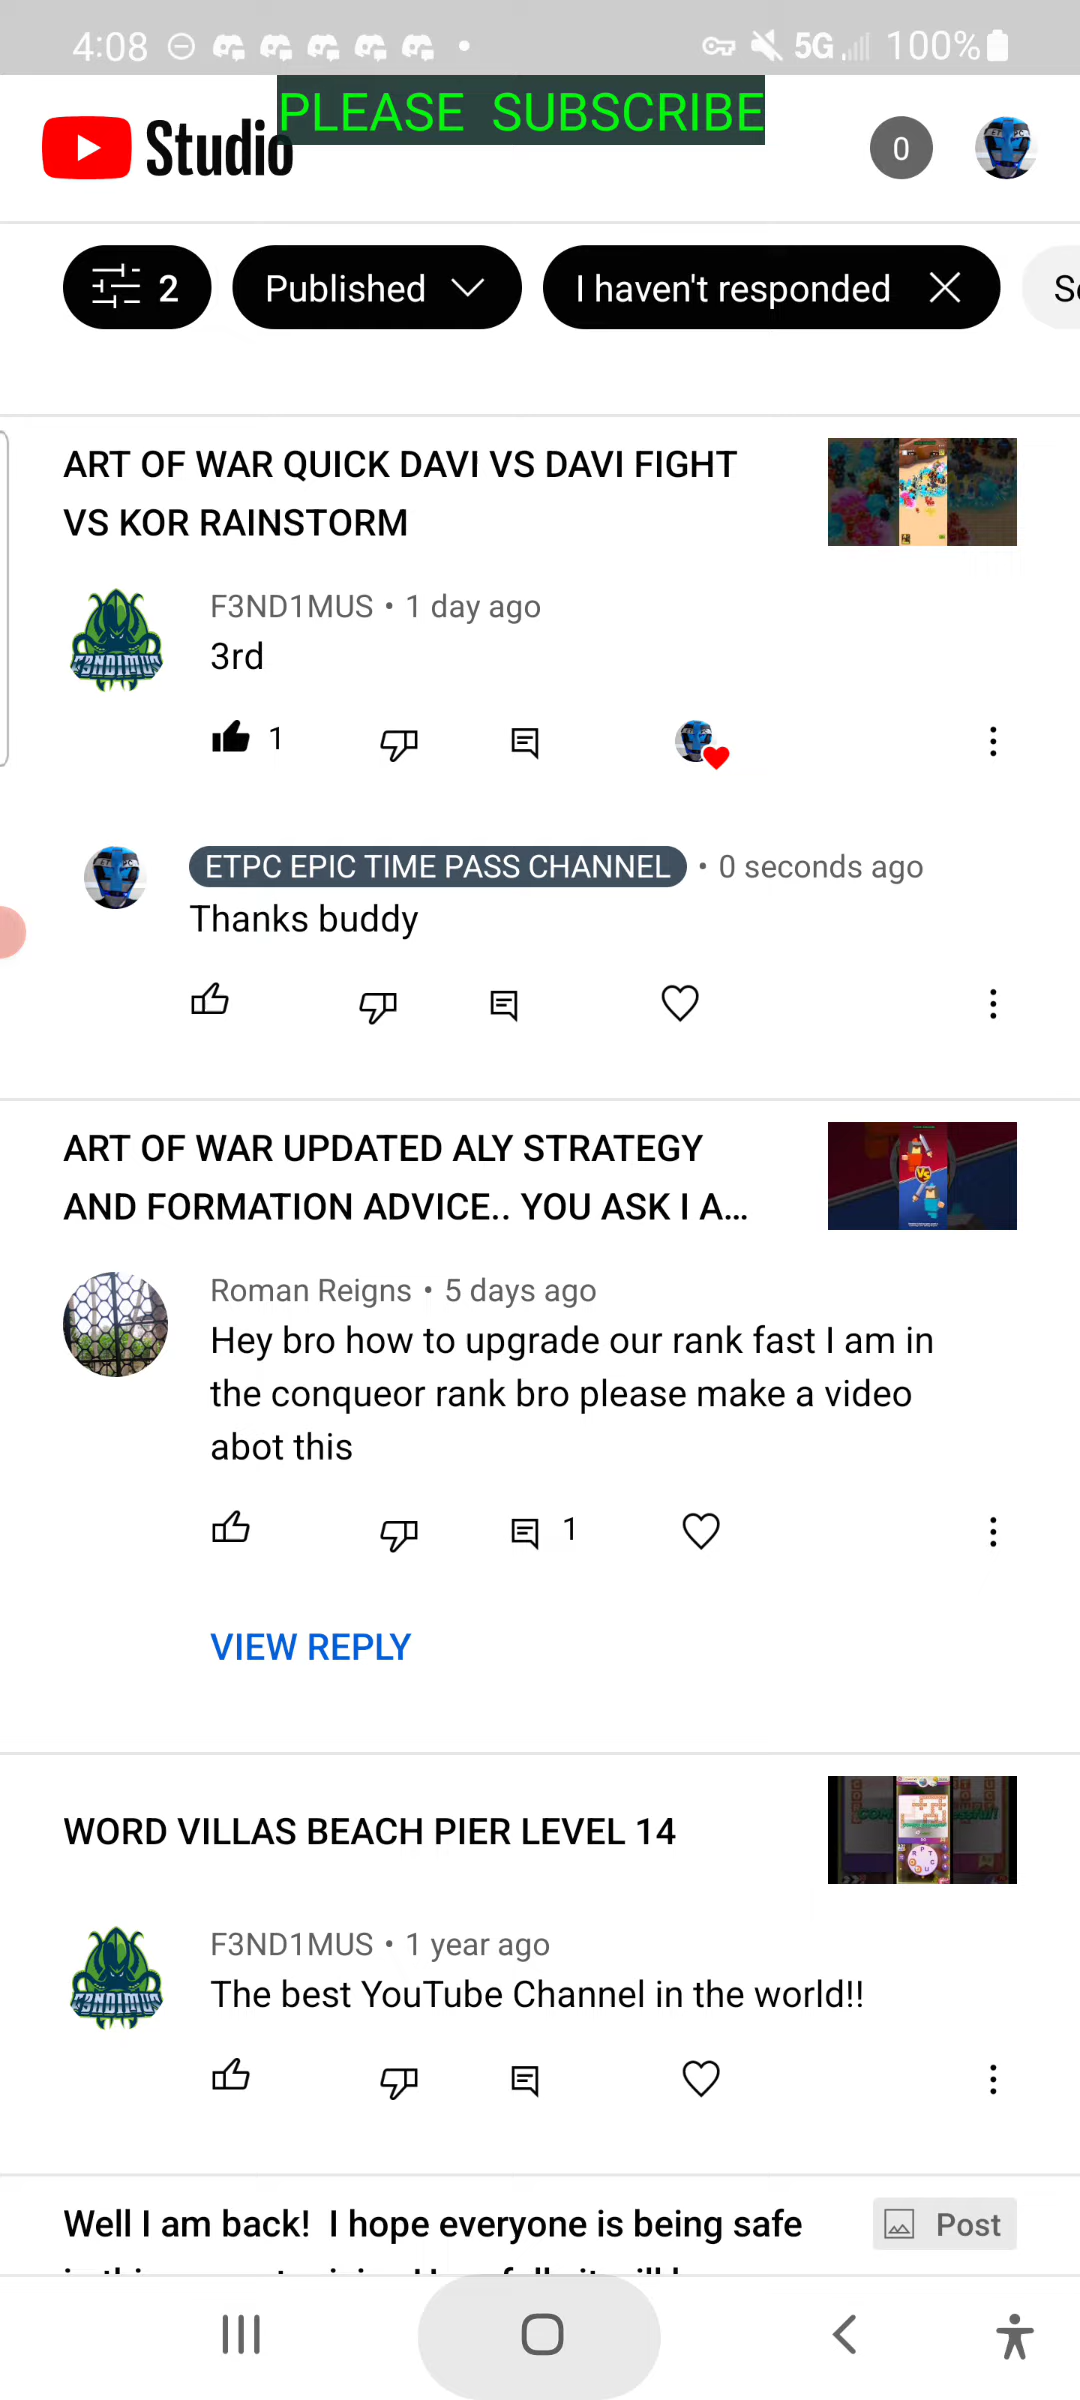 4:08
5G 100%
PLEASE SUBSCRIBE
Studio
0
2
Published
I haven't responded
ART OF WAR QUICK DAVI VS DAVI FIGHT
VS KOR RAINSTORM
F3ND1MUS • 1 day ago
3rd
1
ETPC EPIC TIME PASS CHANNEL • 0 seconds ago
Thanks buddy
ART OF WAR UPDATED ALY STRATEGY
AND FORMATION ADVICE.. YOU ASK I A...
VS
Roman Reigns • 5 days ago
Hey bro how to upgrade our rank fast I am in
the conqueor rank bro please make a video
abot this
1
VIEW REPLY
WORD VILLAS BEACH PIER LEVEL 14
F3ND1MUS • 1 year ago
The best YouTube Channel in the world!!
Well I am back! I hope everyone is being safe
Post